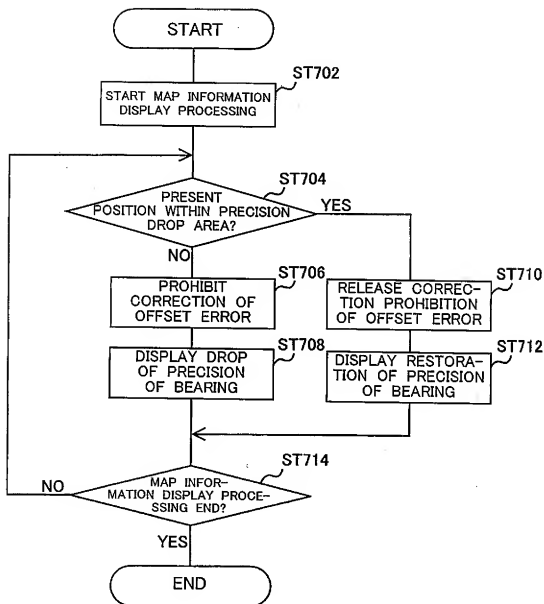 START
ST702
START MAP INFORMATION
DISPLAY PROCESSING
ST704
PRESENT
POSITION WITHIN PRECISION
DROP AREA?
YES
NO
ST706
PROHIBIT
CORRECTION OF
OFFSET ERROR
ST710
RELEASE CORREC-
TION PROHIBITION
OF OFFSET ERROR
ST708
DISPLAY DROP
OF PRECISION
OF BEARING
ST712
DISPLAY RESTORA-
TION OF PRECISION
OF BEARING
ST714
MAP INFOR-
MATION DISPLAY PROCE-
SSING END?
NO
YES
END